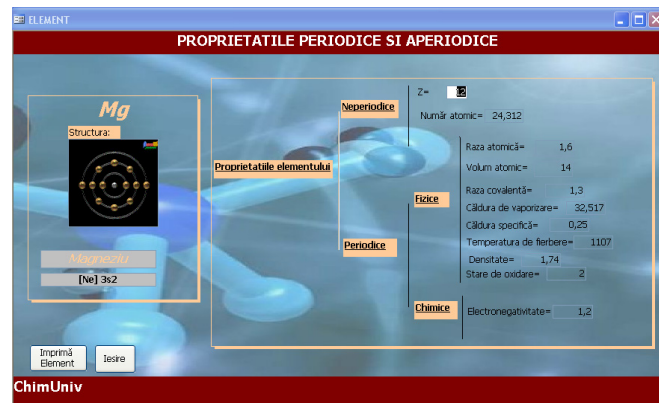 ELEMENT
PROPRIETATILE PERIODICE SI APERIODICE
Mg
Structura:
Magneziu
[Ne] 3s2
Proprietatiile elementului
Neperiodice
Z= 12
Număr atomic= 24,312
Periodice
Fizice
Raza atomică= 1,6
Volum atomic= 14
Raza covalentă= 1,3
Căldura de vaporizare= 32,517
Căldura specifică= 0,25
Temperatura de fierbere= 1107
Densitate= 1,74
Stare de oxidare= 2
Chimice
Electronegativitate= 1,2
Imprimă
Element
Iesire
ChimUniv